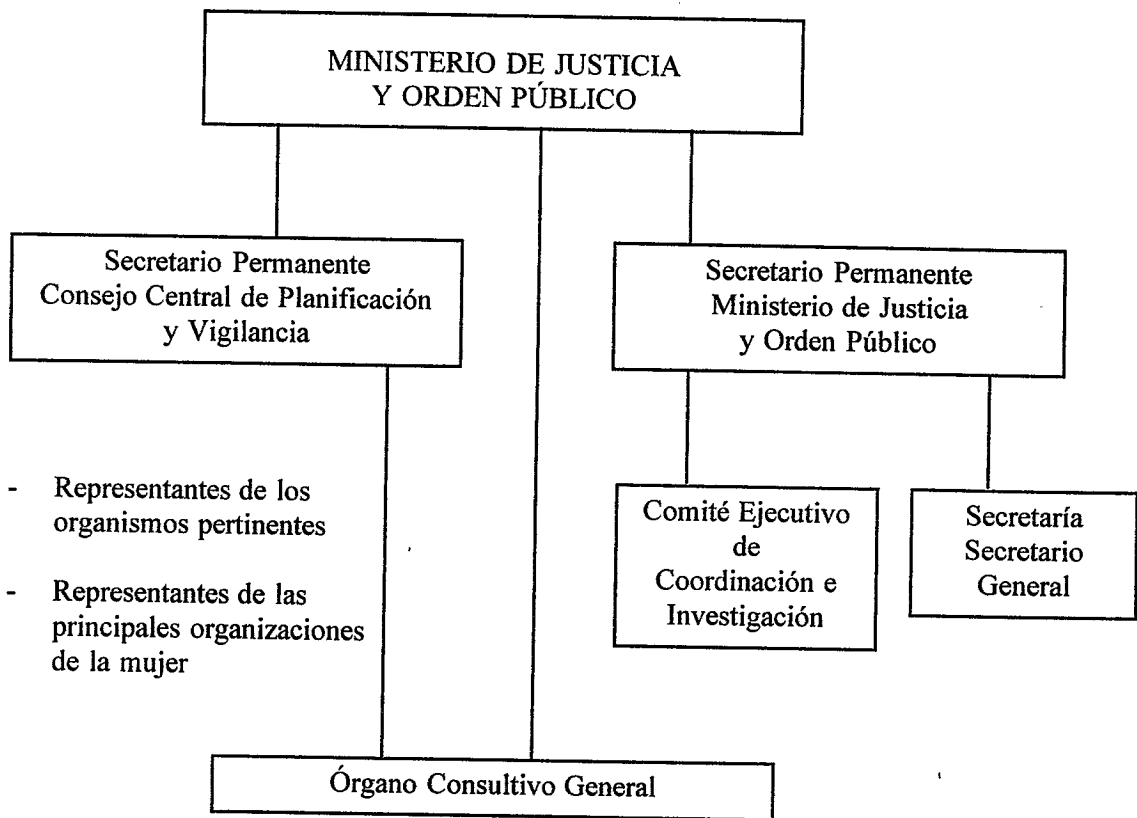 MINISTERIO DE JUSTICIA
Y ORDEN PÚBLICO
Secretario Permanente
Consejo Central de Planificación
y Vigilancia
Secretario Permanente
Ministerio de Justicia
y Orden Público
- Representantes de los
organismos pertinentes
- Representantes de las
principales organizaciones
de la mujer
Comité Ejecutivo
de
Coordinación e
Investigación
Secretaría
Secretario
General
Órgano Consultivo General